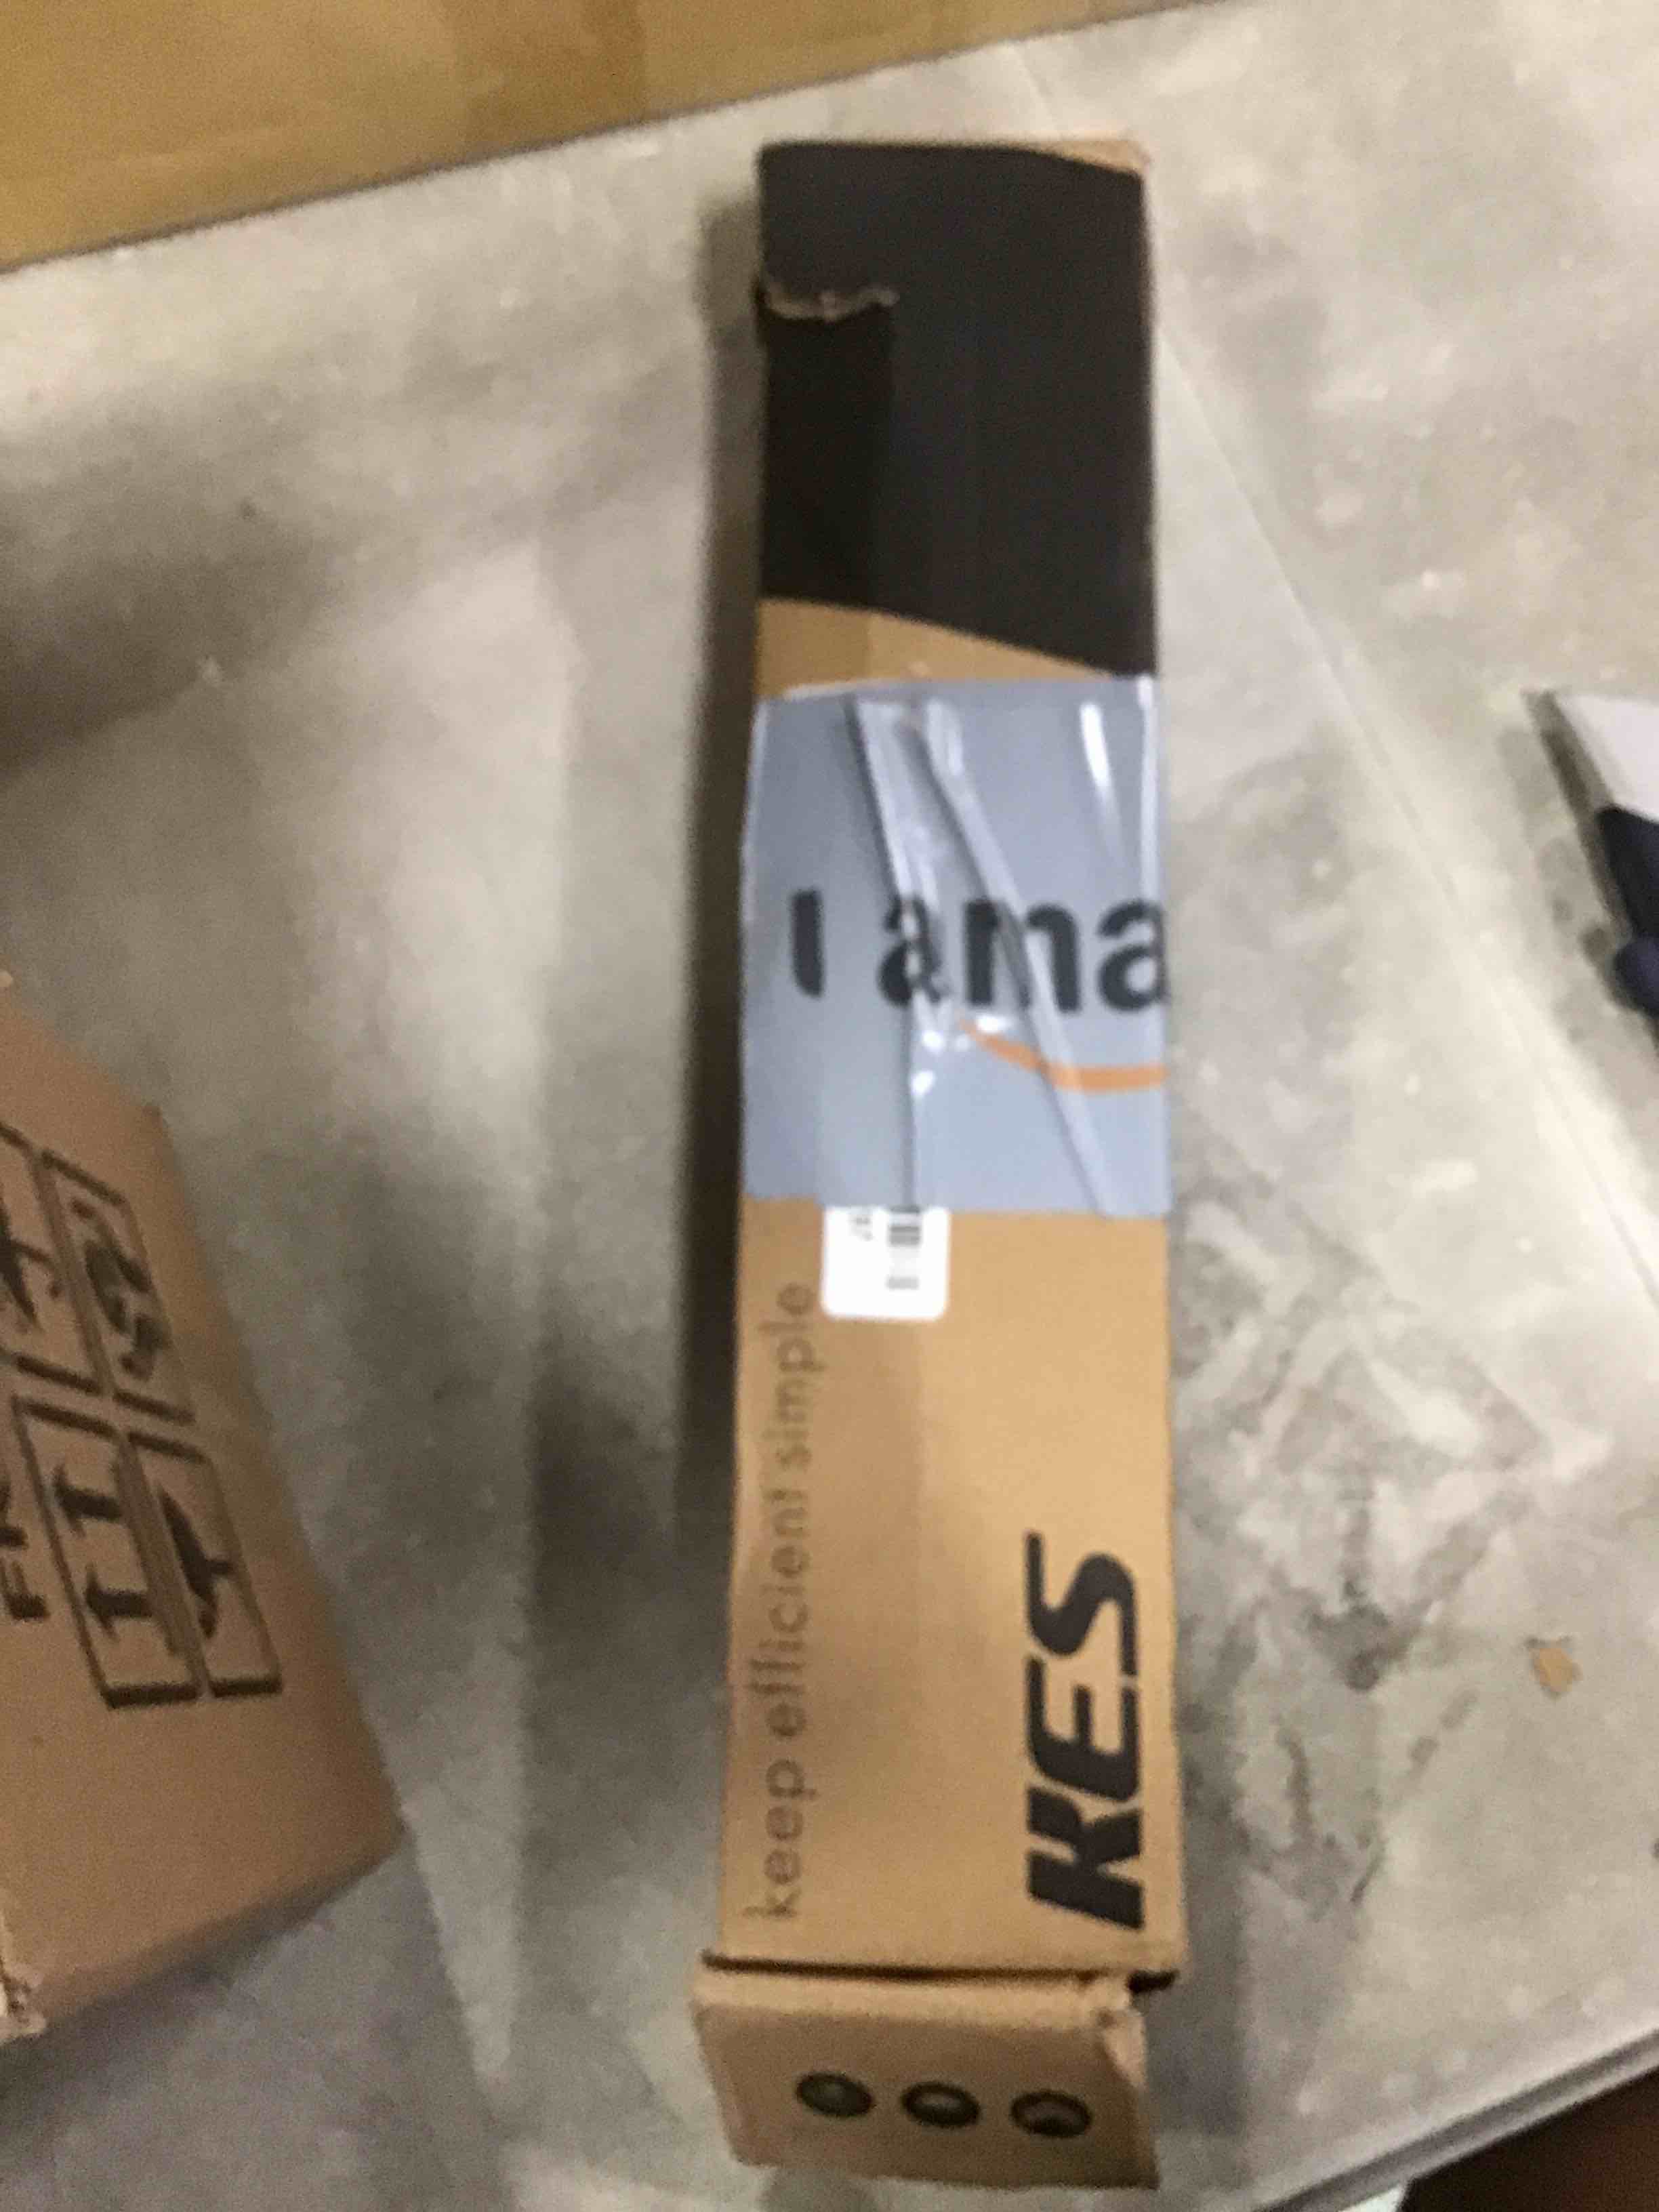 I ama
keep efficient simple
KES